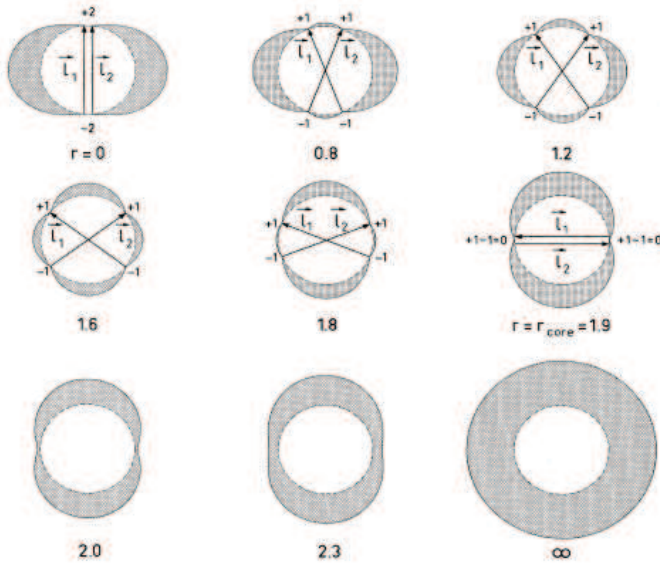 +2
l₁ l₂
−2
r = 0
+1 +1
l₁ l₂
−1 −1
0.8
+1 +1
l₁ l₂
−1 −1
1.2
+1 +1
l₁ l₂
−1 −1
1.6
+1 +1
l₁ l₂
−1 −1
1.8
l₁
+1−1=0 +1−1=0
l₂
r = r core = 1.9
2.0
2.3
∞